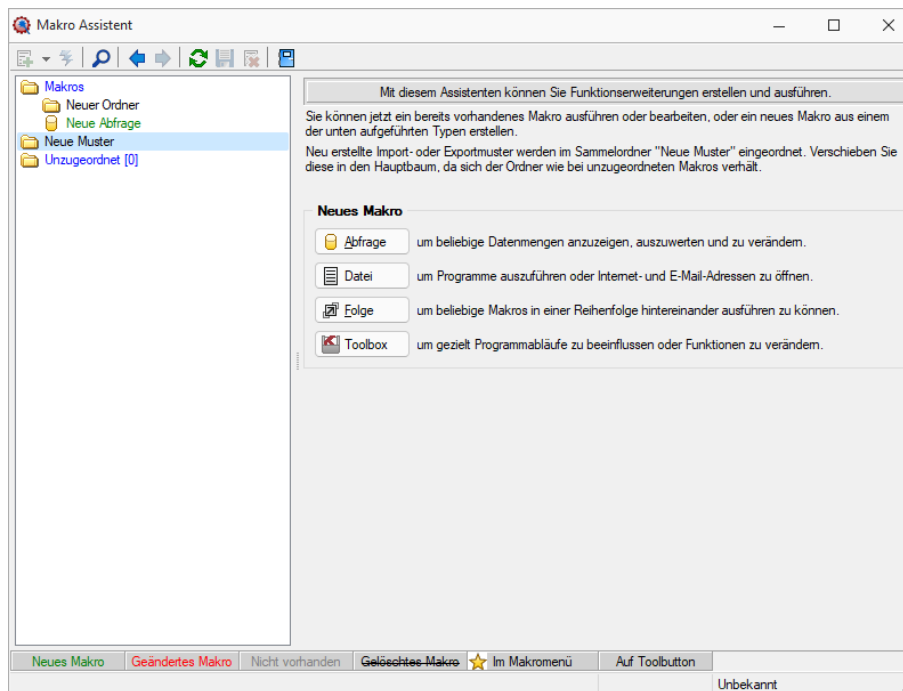 Makro Assistent
Makros
Neuer Ordner
Neue Abfrage
Neue Muster
Unzugeordnet [0]
Mit diesem Assistenten können Sie Funktionserweiterungen erstellen und ausführen.
Sie können jetzt ein bereits vorhandenes Makro ausführen oder bearbeiten, oder ein neues Makro aus einem
der unten aufgeführten Typen erstellen.
Neu erstellte Import- oder Exportmuster werden im Sammelordner "Neue Muster" eingeordnet. Verschieben Sie
diese in den Hauptbaum, da sich der Ordner wie bei unzugeordneten Makros verhält.
Neues Makro
Abfrage um beliebige Datenmengen anzuzeigen, auszuwerten und zu verändern.
Datei um Programme auszuführen oder Internet- und E-Mail-Adressen zu öffnen.
Folge um beliebige Makros in einer Reihenfolge hintereinander ausführen zu können.
Toolbox um gezielt Programmabläufe zu beeinflussen oder Funktionen zu verändern.
Neues Makro Geändertes Makro Nicht vorhanden Gelöschtes Makro Im Makromenü Auf Toolbutton
Unbekannt